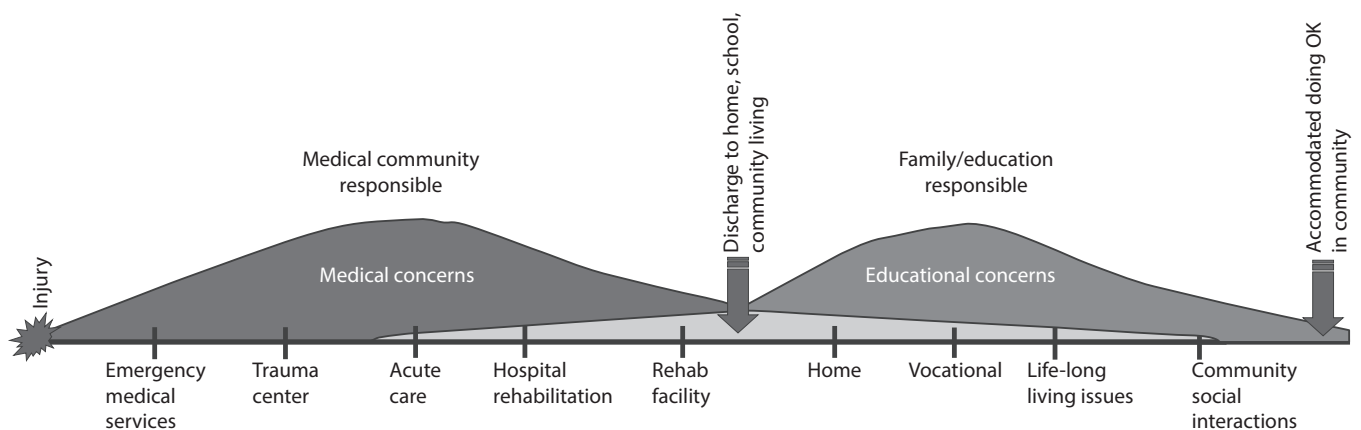 Injury
Medical community
responsible
Medical concerns
Discharge to home, school,
community living
Family/education
responsible
Educational concerns
Accommodated doing OK
in community
Emergency
medical
services
Trauma
center
Acute
care
Hospital
rehabilitation
Rehab
facility
Home
Vocational
Life-long
living issues
Community
social
interactions